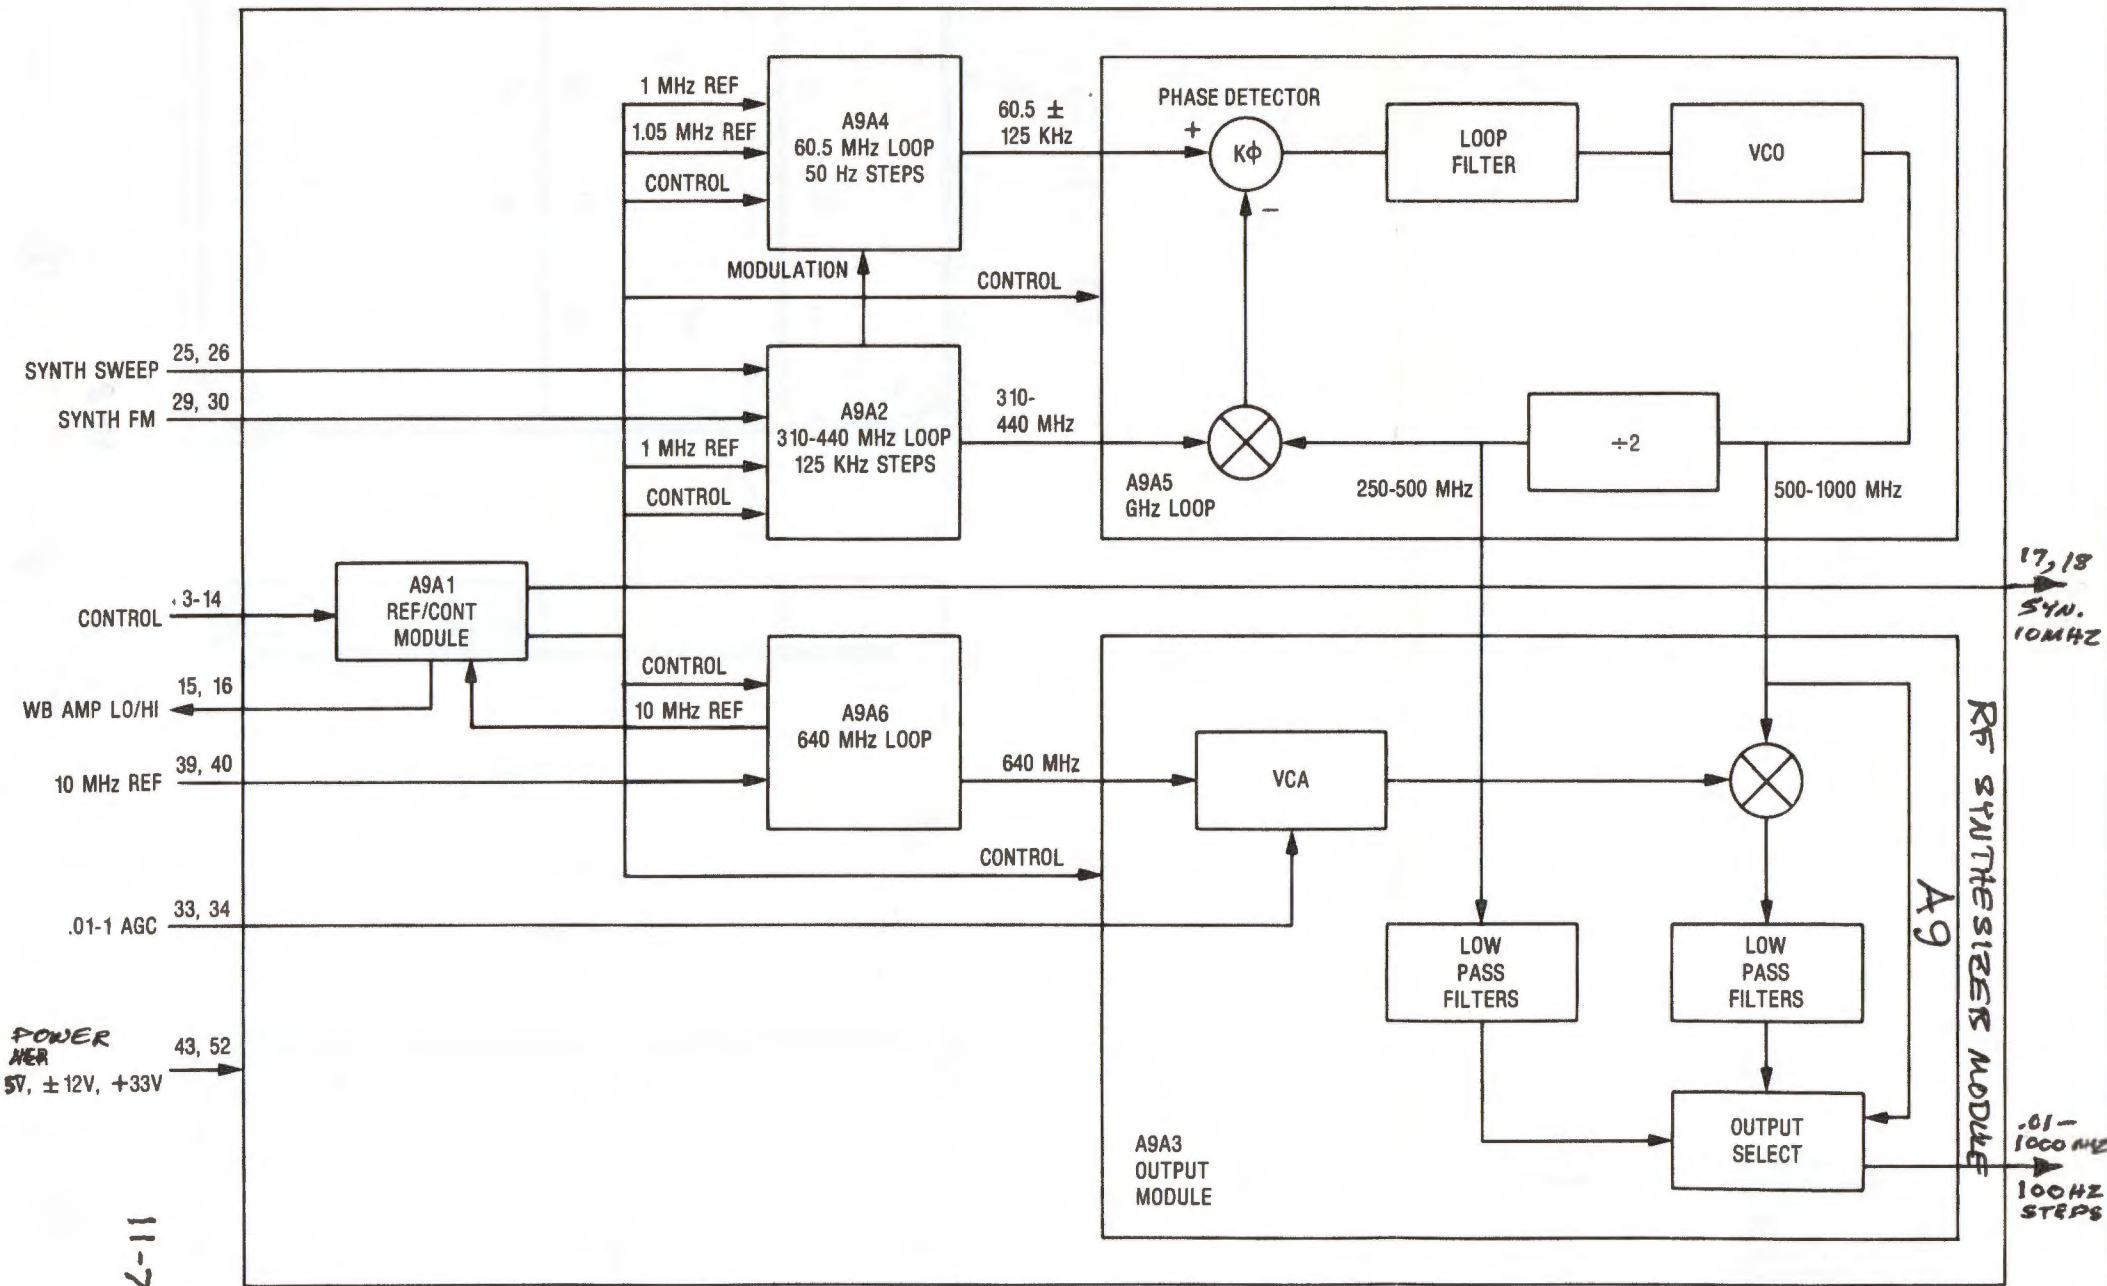 1 MHz REF
1.05 MHz REF
CONTROL
A9A4
60.5 MHz LOOP
50 Hz STEPS
60.5 ±
125 KHz
PHASE DETECTOR
+
KΦ
−
LOOP
FILTER
VCO
MODULATION
CONTROL
SYNTH SWEEP
25, 26
SYNTH FM
29, 30
1 MHz REF
CONTROL
A9A2
310-440 MHz LOOP
125 KHz STEPS
310-
440 MHz
÷2
A9A5
GHz LOOP
250-500 MHz
500-1000 MHz
17, 18
SYN.
10MHZ
CONTROL
3-14
A9A1
REF/CONT
MODULE
WB AMP LO/HI
15, 16
CONTROL
10 MHz REF
10 MHz REF
39, 40
A9A6
640 MHz LOOP
640 MHz
VCA
CONTROL
.01-1 AGC
33, 34
LOW
PASS
FILTERS
LOW
PASS
FILTERS
A9
RF SYNTHESIZER MODULE
POWER
5V, ±12V, +33V
43, 52
A9A3
OUTPUT
MODULE
OUTPUT
SELECT
.01-
1000 MHZ
100HZ
STEPS
11-7